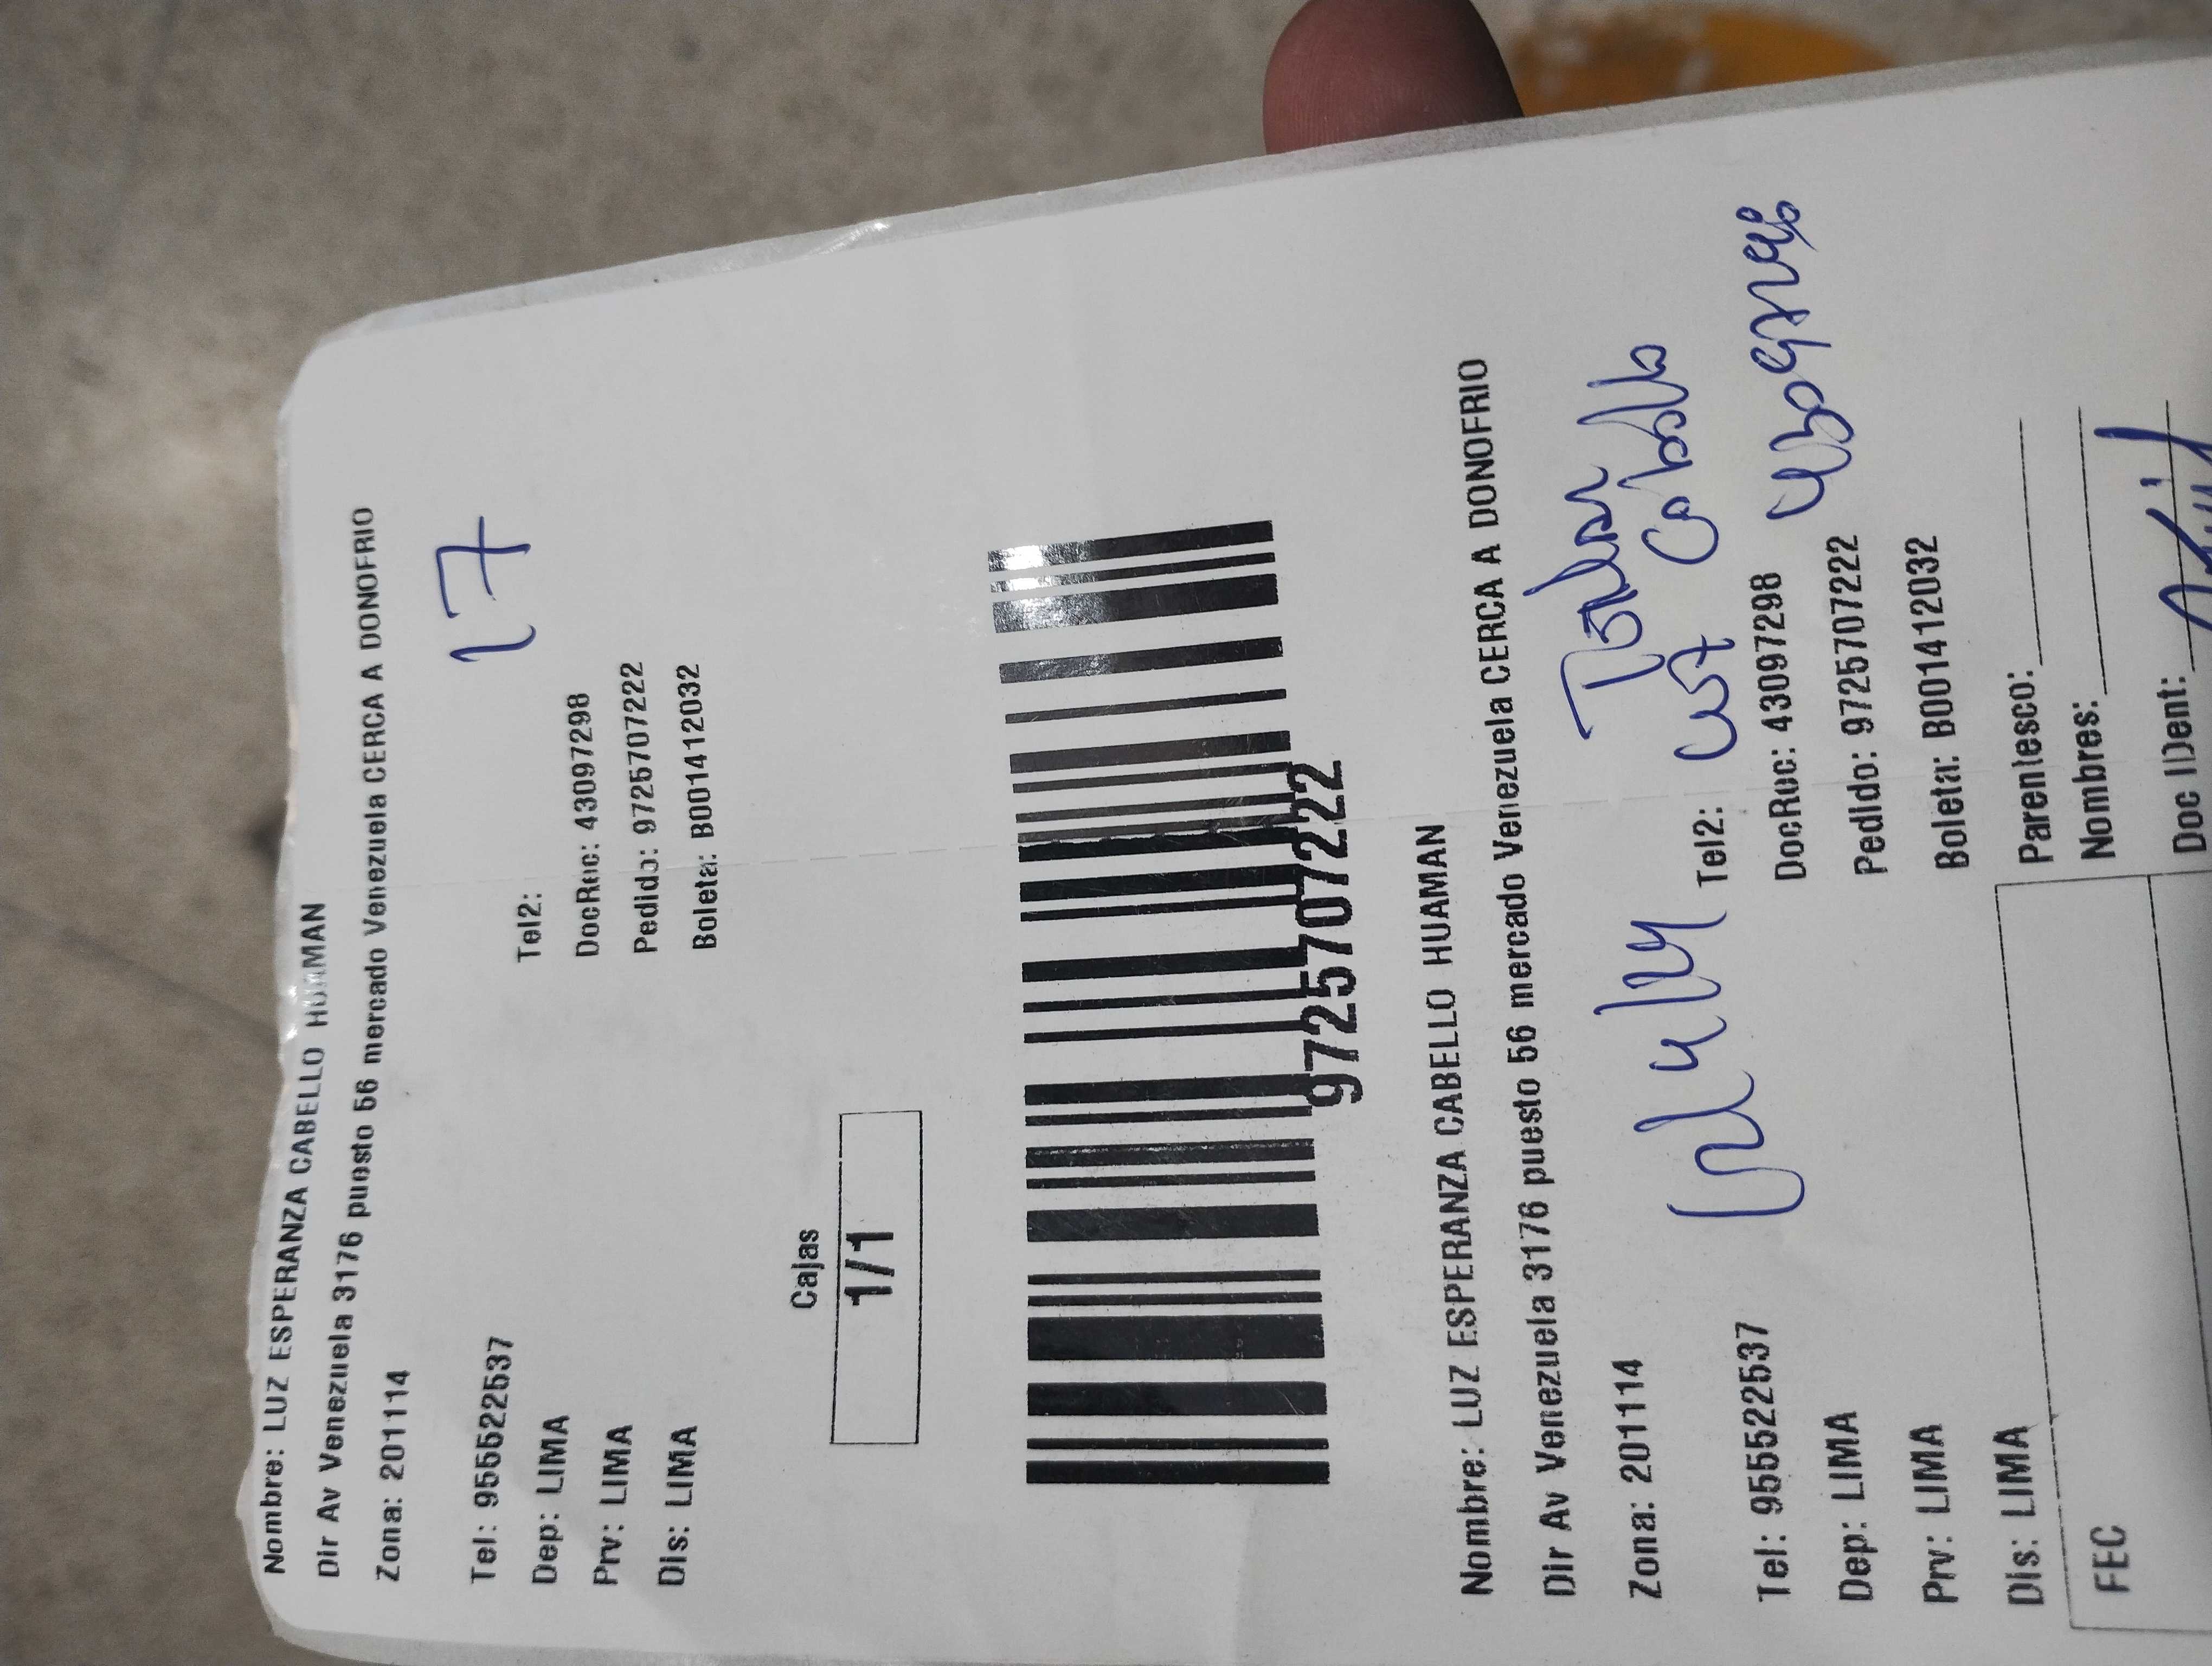 Nombre: LUZ ESPERANZA CABELLO HUAMAN
Dir Av Venezuela 3176 puesto 56 mercado Venezuela CERCA A DONOFRIO
Zona: 201114
17
Tel: 955522537 Tel2:
Dep: LIMA DocRuc: 43097298
Prv: LIMA Pedido: 9725707222
Dis: LIMA Boleta: B001412032
Cajas
1/1
9725707222
Nombre: LUZ ESPERANZA CABELLO HUAMAN
Dir Av Venezuela 3176 puesto 56 mercado Venezuela CERCA A DONOFRIO
Zona: 201114
Tel: 955522537 Tel2:
Cabello
Dep: LIMA DocRuc: 43097298
Prv: LIMA Pedido: 9725707222
Dis: LIMA Boleta: B001412032
Parentesco:
FEC Nombres:
Doc IDent: